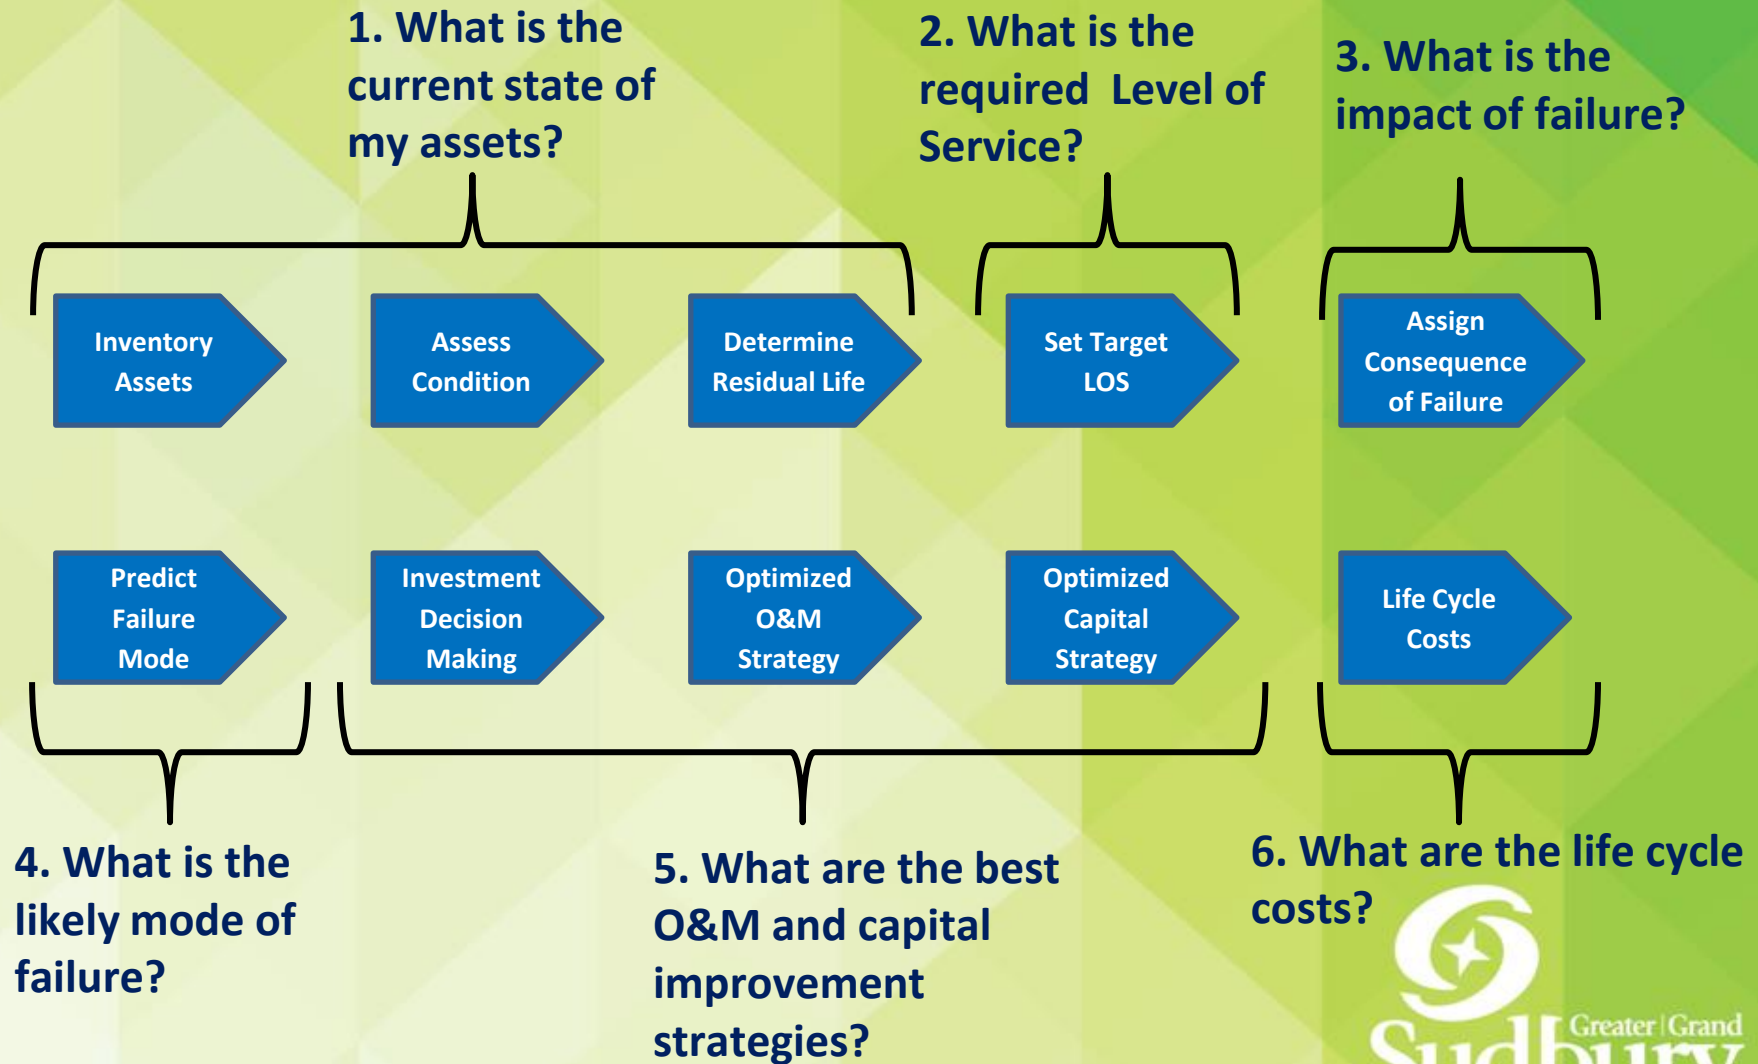 1. What is the
current state of
my assets?
2. What is the
required Level of
Service?
3. What is the
impact of failure?
Inventory
Assets
Assess
Condition
Determine
Residual Life
Set Target
LOS
Assign
Consequence
of Failure
Predict
Failure
Mode
Investment
Decision
Making
Optimized
O&M
Strategy
Optimized
Capital
Strategy
Life Cycle
Costs
4. What is the
likely mode of
failure?
5. What are the best
O&M and capital
improvement
strategies?
6. What are the life cycle
costs?
Greater | Grand
Sudbury